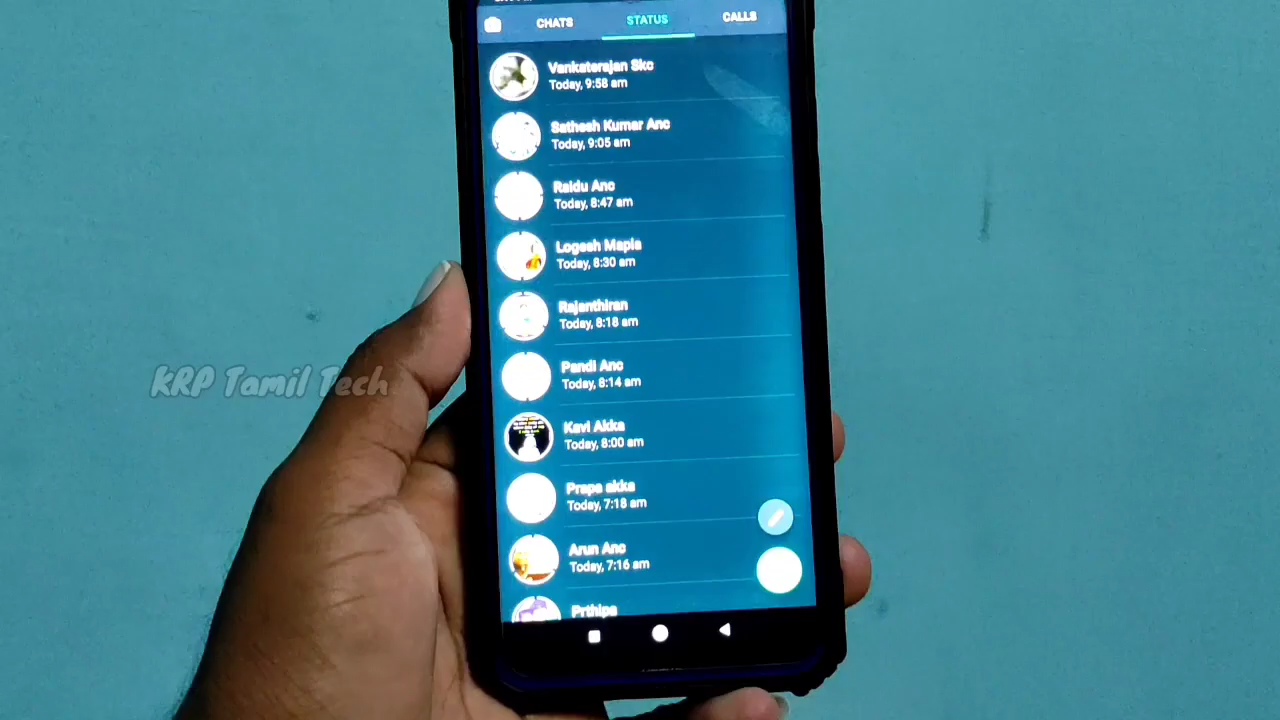 CHATS STATUS CALLS
Vankaterajan Skc
Today, 9:58 am
Sathesh Kumar Anc
Today, 9:05 am
Raidu Anc
Today, 8:47 am
Logesh Mapla
Today, 8:30 am
Rajanthiran
Today, 8:18 am
Pandi Anc
Today, 8:14 am
Kavi Akka
Today, 8:00 am
Prapa akka
Today, 7:18 am
Arun Anc
Today, 7:16 am
Prthipa
KRP Tamil Tech